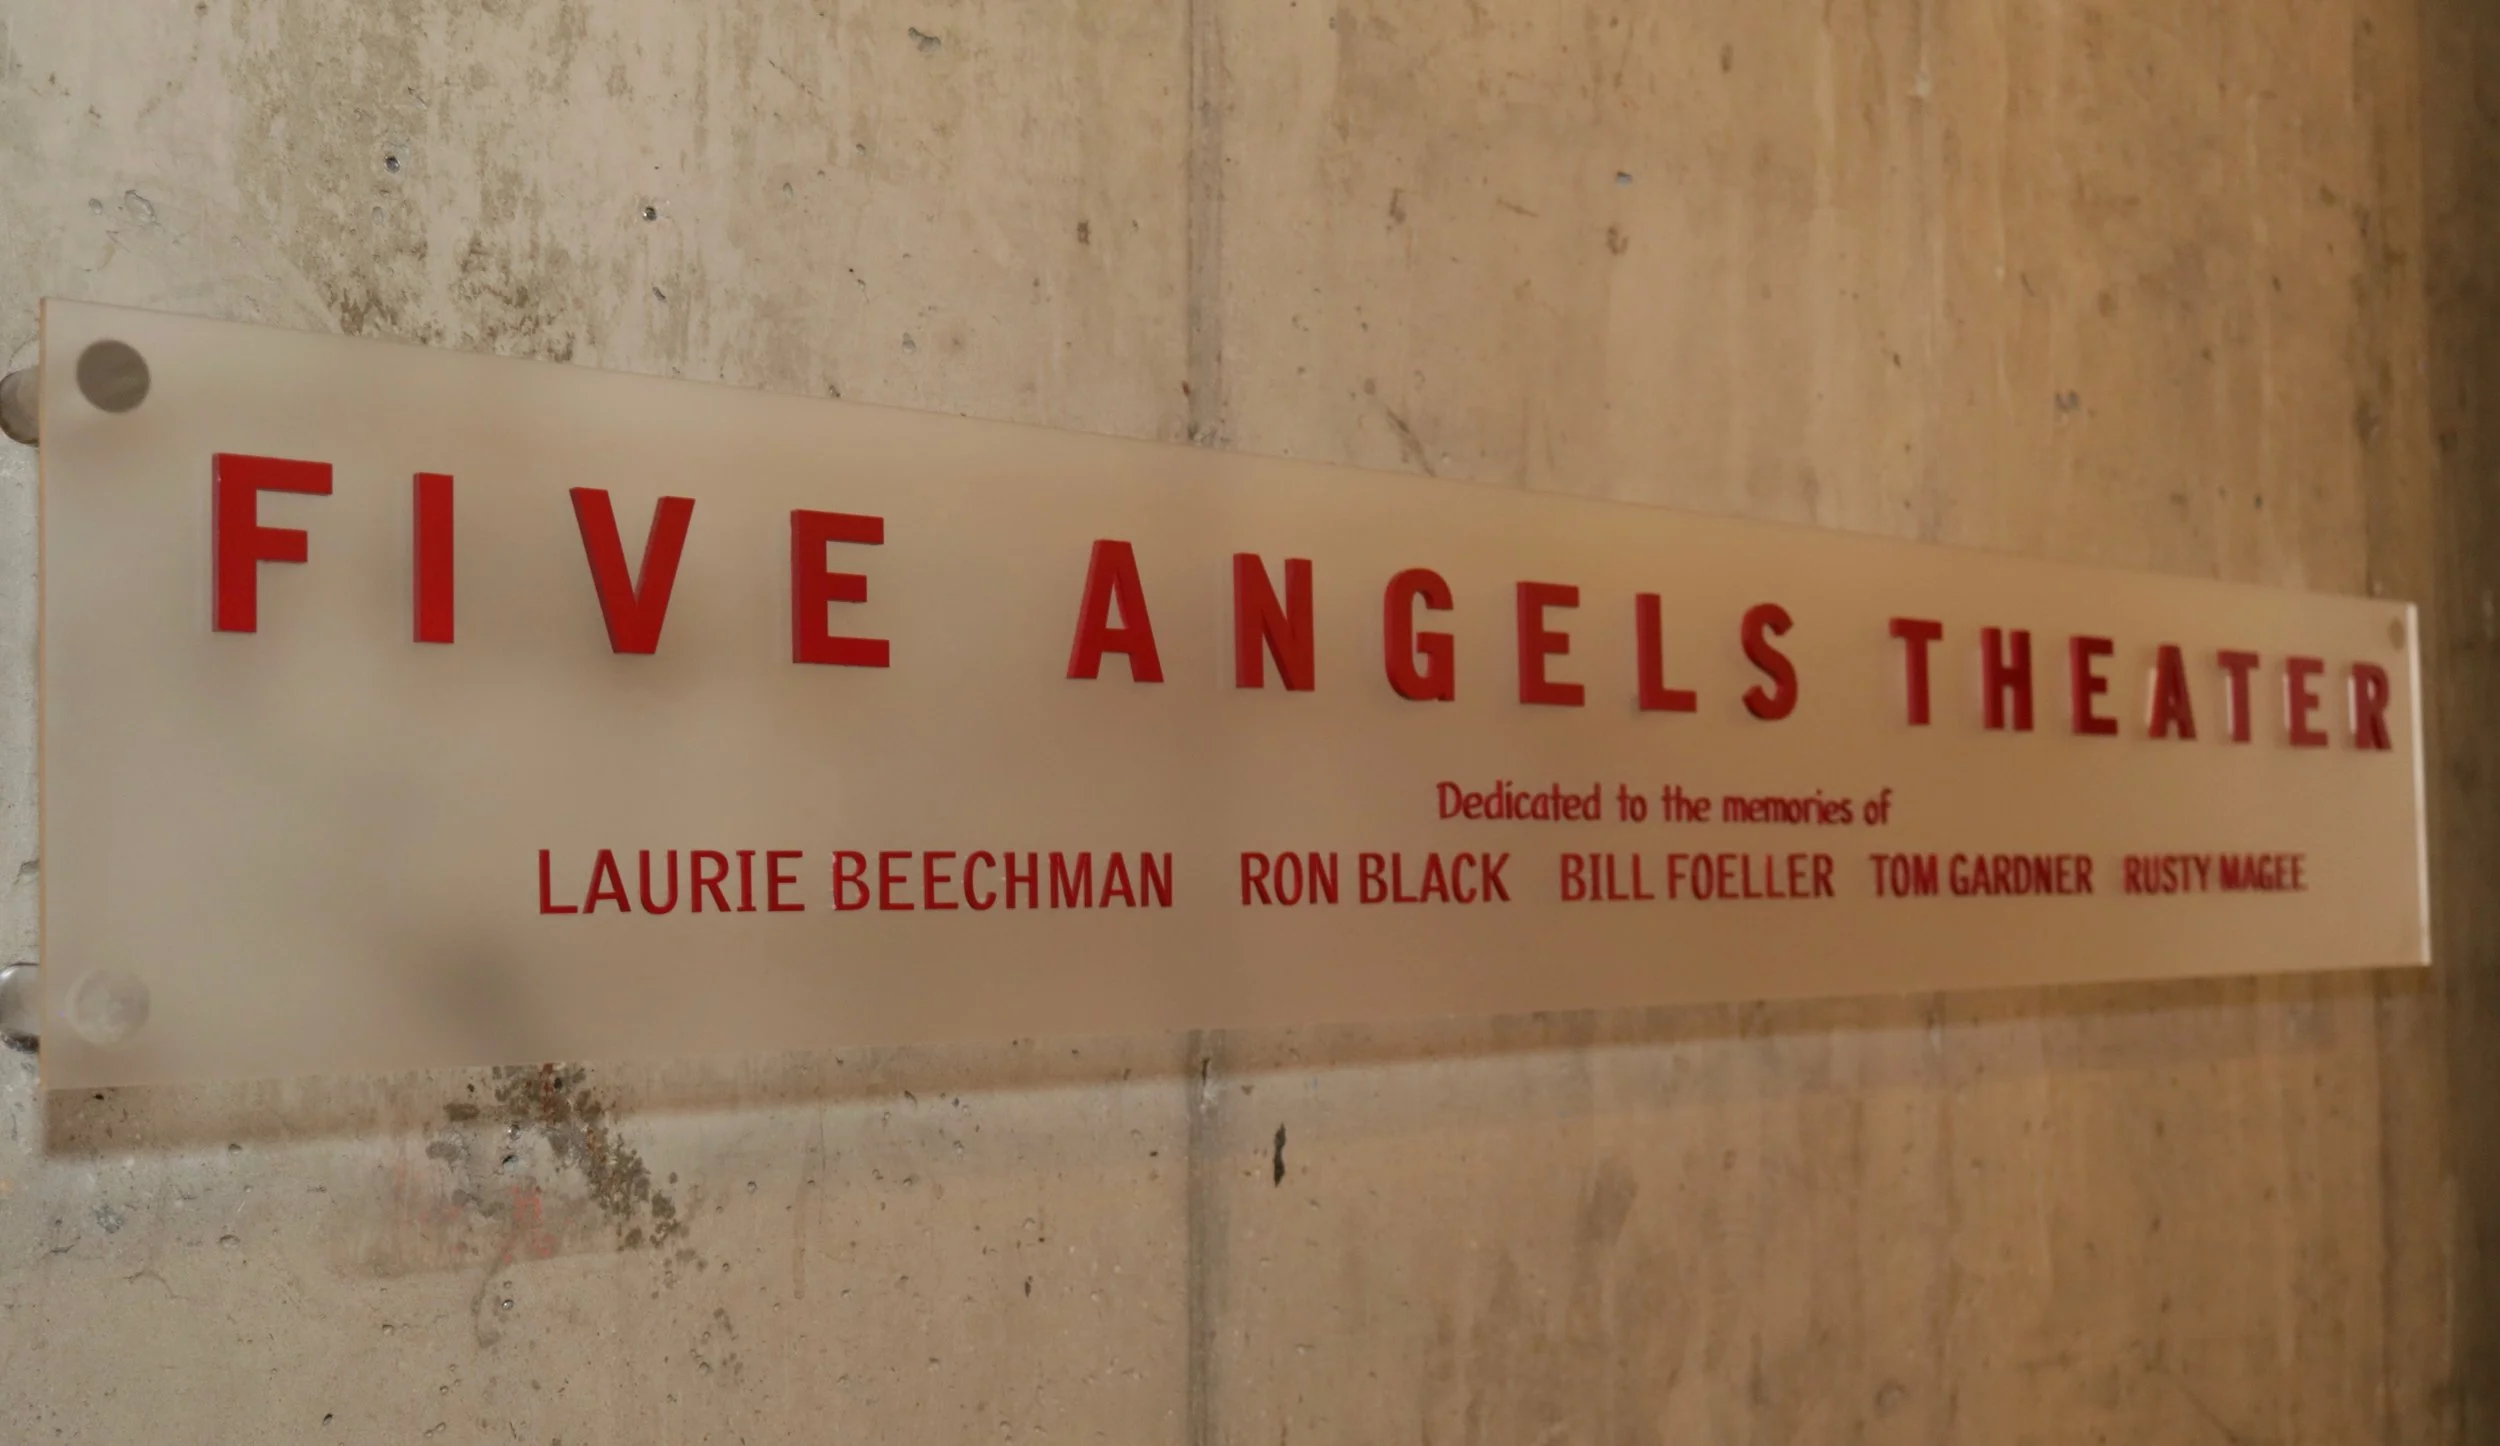 FIVE ANGELS THEATER
Dedicated to the memories of
LAURIE BEECHMAN RON BLACK BILL FOELLER TOM GARDNER RUSTY MAGEE